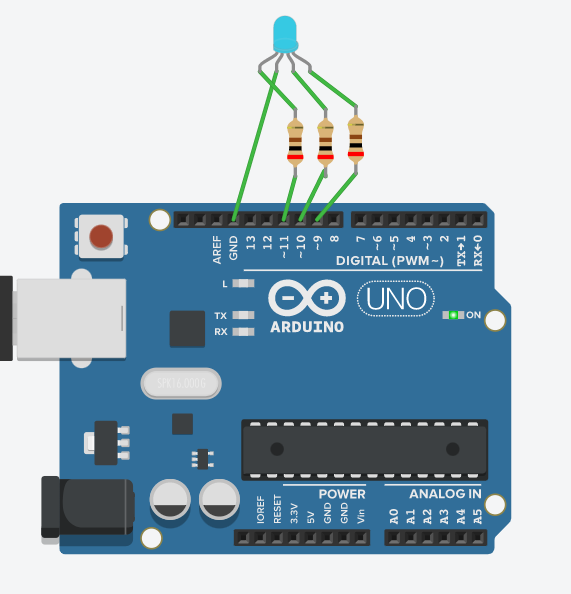 AREF
GND
13
12
~11
~10
~9
8
7
~6
~5
4
~3
2
TX→1
RX←0
DIGITAL (PWM ~)
L
TX
RX
UNO
ARDUINO
ON
SPK16.000G
POWER
ANALOG IN
IOREF
RESET
3.3V
5V
GND
GND
Vin
A0
A1
A2
A3
A4
A5